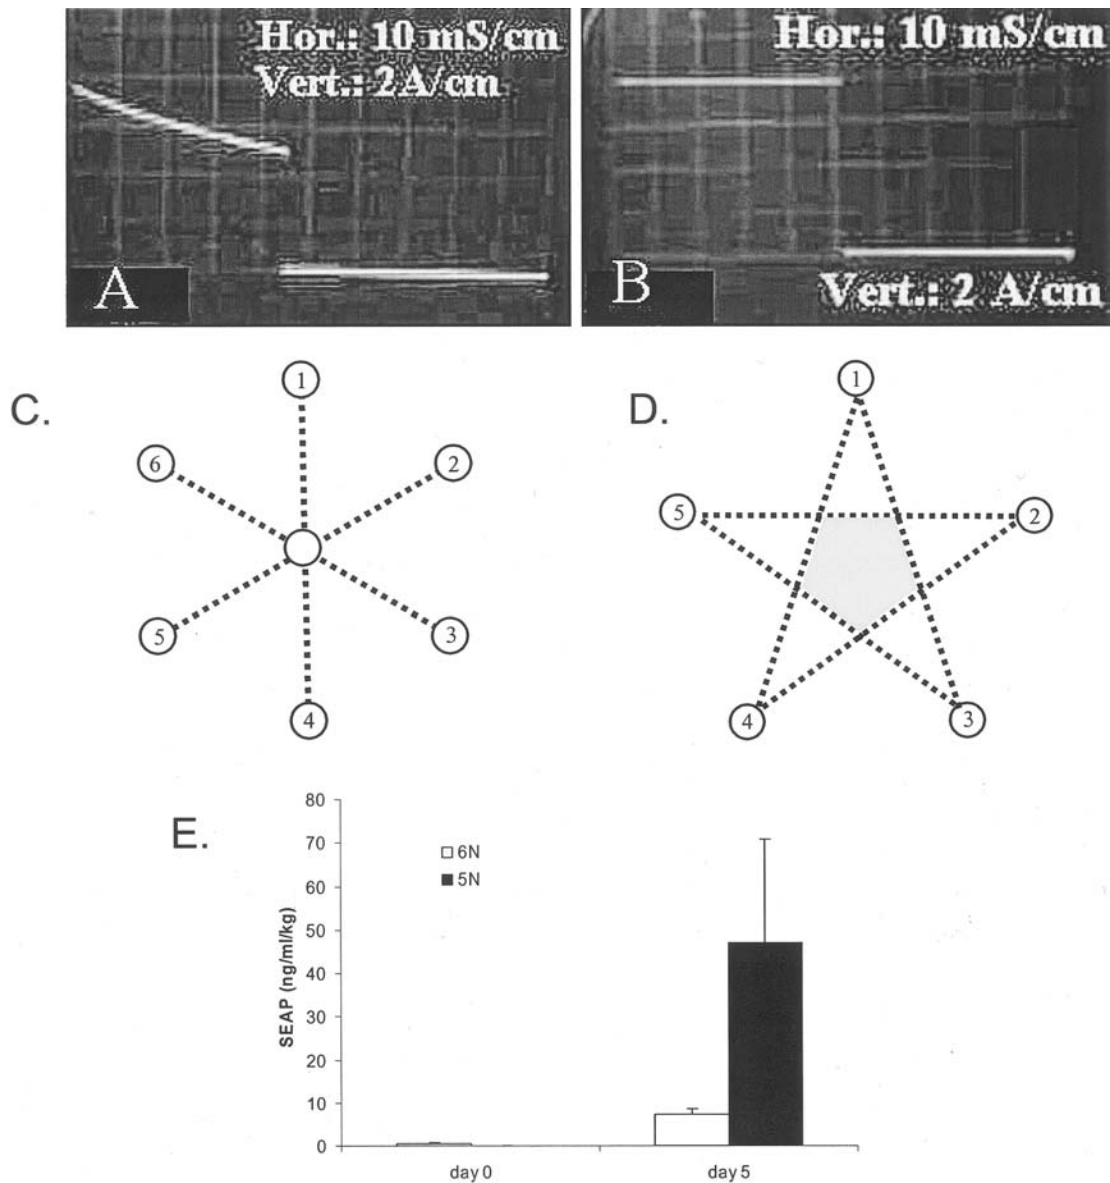 Hor.: 10 mS/cm
Vert.: 2A/cm
A
Hor.: 10 mS/cm
B
Vert.: 2 A/cm
C.
1
6
2
5
3
4
D.
1
5
2
4
3
E.
80
70
60
50
40
30
20
10
0
SEAP (ng/ml/kg)
6N
5N
day 0
day 5